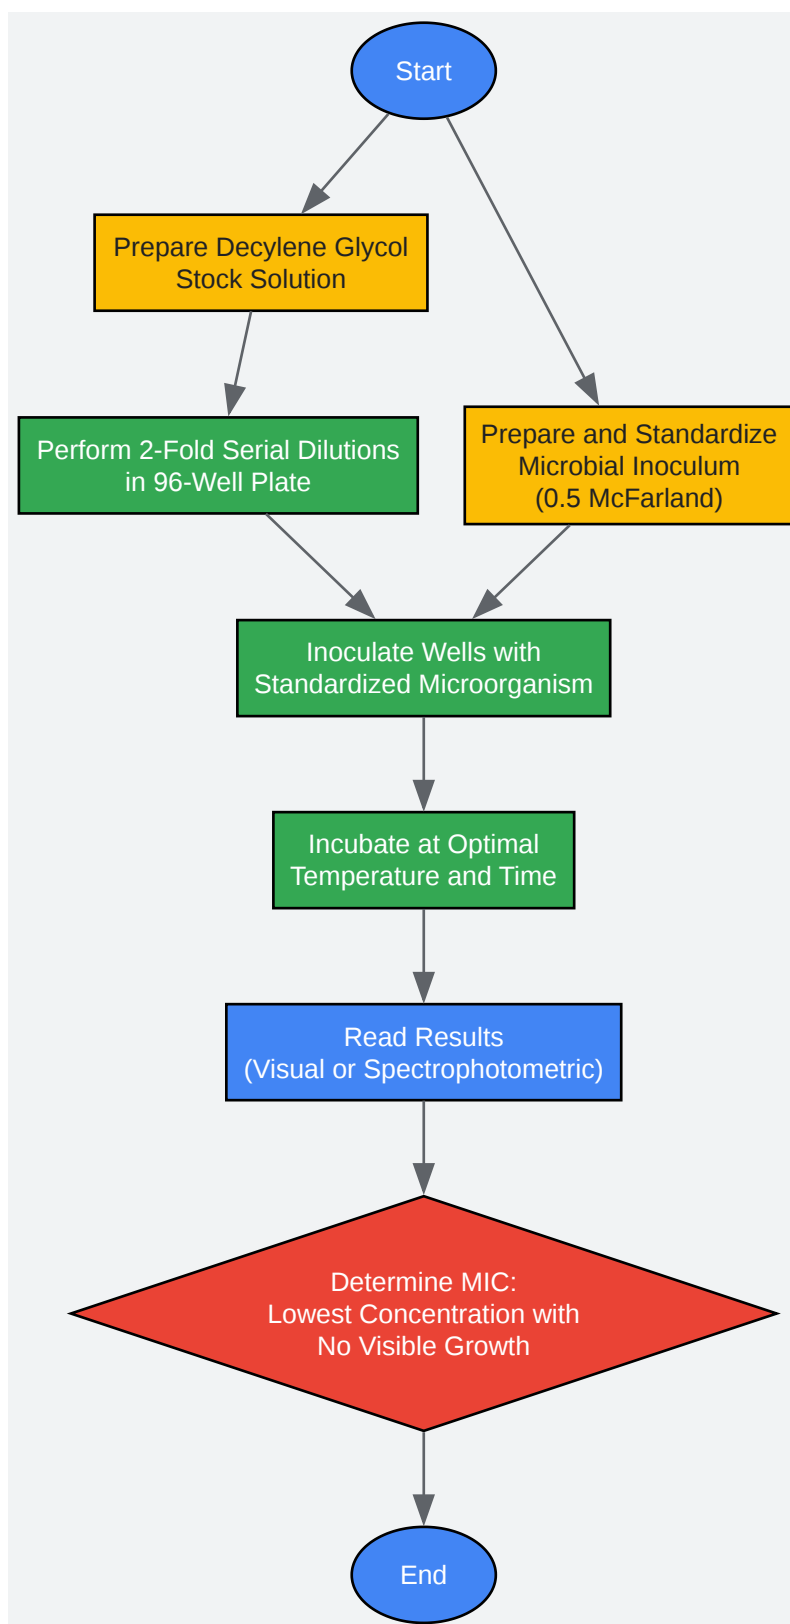 Start
Prepare Decylene Glycol
Stock Solution
Perform 2-Fold Serial Dilutions
in 96-Well Plate
Prepare and Standardize
Microbial Inoculum
(0.5 McFarland)
Inoculate Wells with
Standardized Microorganism
Incubate at Optimal
Temperature and Time
Read Results
(Visual or Spectrophotometric)
Determine MIC:
Lowest Concentration with
No Visible Growth
End